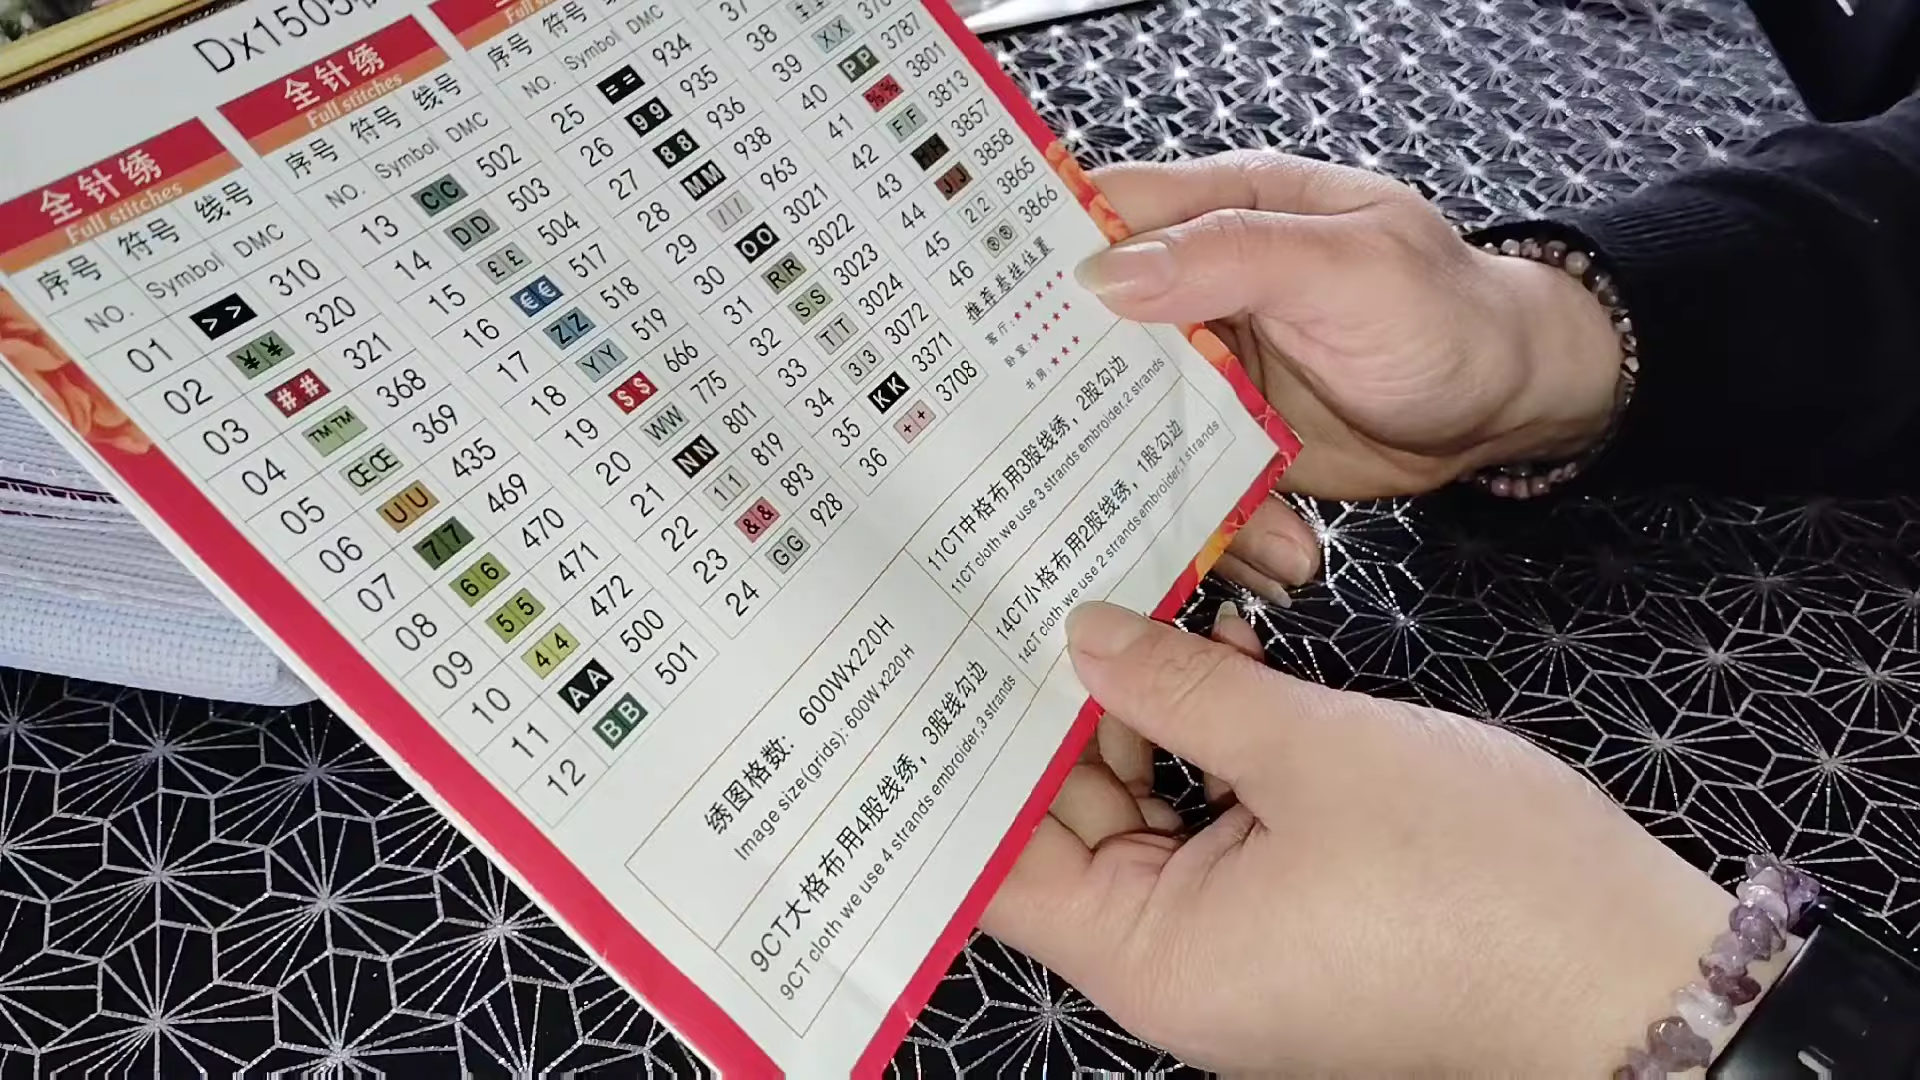 Dx1505
全针绣
Full stitches
序号 符号 线号
NO. Symbol DMC
01 >> 310
02 ¥¥ 320
03 ## 321
04 TMTM 368
05 ŒŒ 369
06 UU 435
07 77 469
08 66 470
09 55 471
10 44 472
11 AA 500
12 BB 501
全针绣
Full stitches
序号 符号 线号
NO. Symbol DMC
13 CC 502
14 DD 503
15 ££ 504
16 €€ 517
17 ZZ 518
18 YY 519
19 $$ 666
20 WW 775
21 NN 801
22 11 819
23 && 893
24 GG 928
序号 符号
NO. Symbol DMC
25 == 934
26 99 935
27 88 936
28 MM 938
29 // 963
30 OO 3021
31 RR 3022
32 SS 3023
33 TT 3024
34 33 3072
35 KK 3371
36 ++ 3708
37
38
39 XX
40 PP 3787
41 %% 3801
42 FF 3813
43 HH 3857
44 JJ 3858
45 22 3865
46 ®® 3866
推荐悬挂位置
客厅:★★★★★
卧室:★★★★★
书房:★★★
绣图格数: 600Wx220H
Image size(grids): 600W x220H
11CT中格布用3股线绣，2股勾边
11CT cloth we use 3 strands embroider,2 strands
9CT大格布用4股线绣，3股线勾边
9CT cloth we use 4 strands embroider,3 strands
14CT小格布用2股线绣，1股勾边
14CT cloth we use 2 strands embroider,1 strands